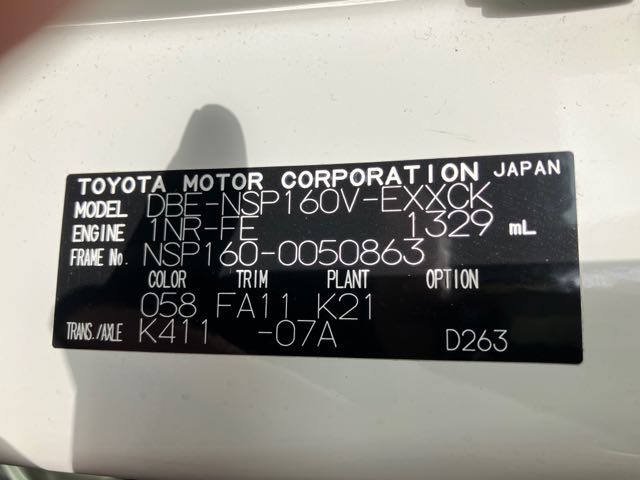 TOYOTA MOTOR CORPORATION JAPAN
MODEL DBE-NSP160V-EXXCK
ENGINE 1NR-FE 1329 mL
FRAME No. NSP160-0050863
COLOR TRIM PLANT OPTION
058 FA11 K21
TRANS./AXLE K411 -07A D263